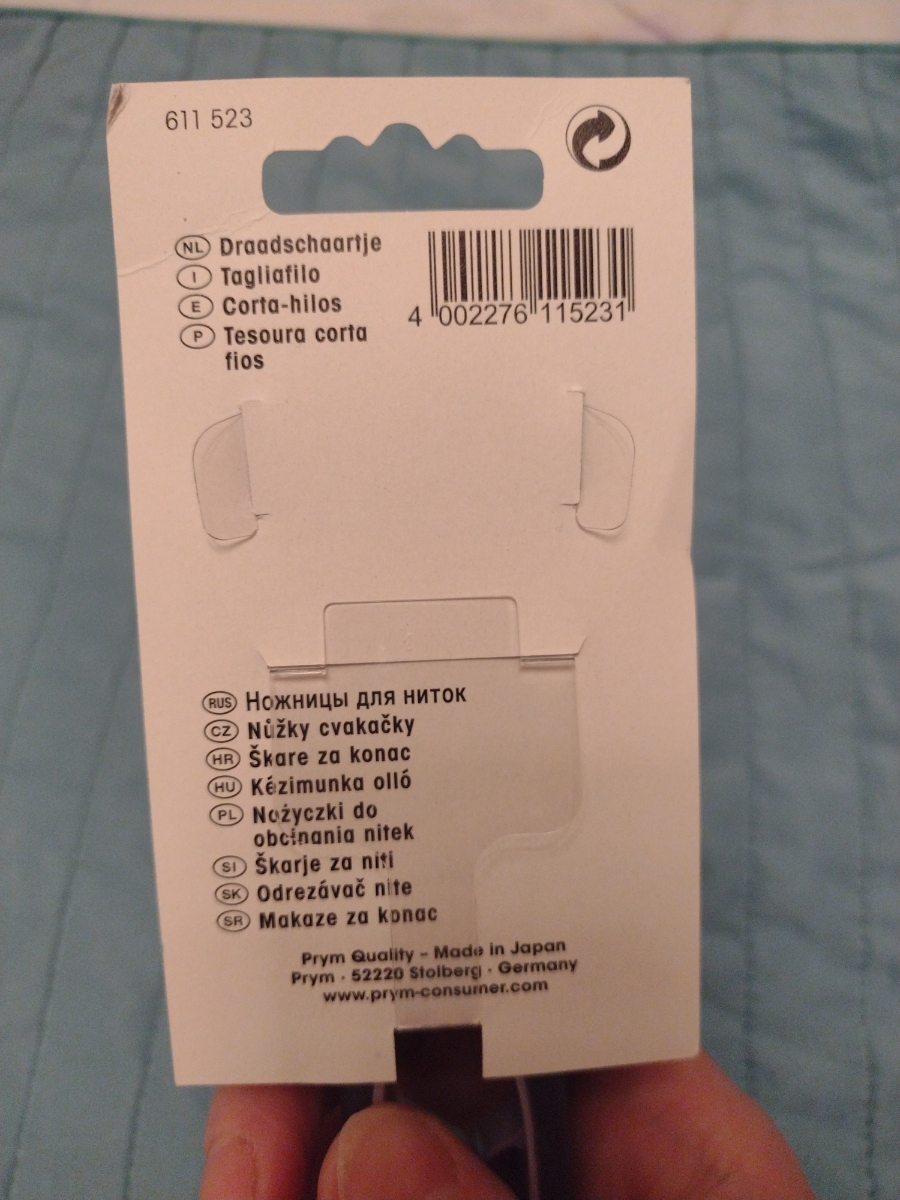 611 523
NL Draadschaartje
I Tagliafilo
E Corta-hilos
P Tesoura corta
fios
4 002276 115231
RUS Ножницы для ниток
CZ Nůžky cvakačky
HR Škare za konac
HU Kézimunka olló
PL Nożyczki do
obcinania nitek
SI Škarje za niti
SK Odrezávač nite
SR Makaze za konac
Prym Quality – Made in Japan
Prym · 52220 Stolberg · Germany
www.prym-consumer.com